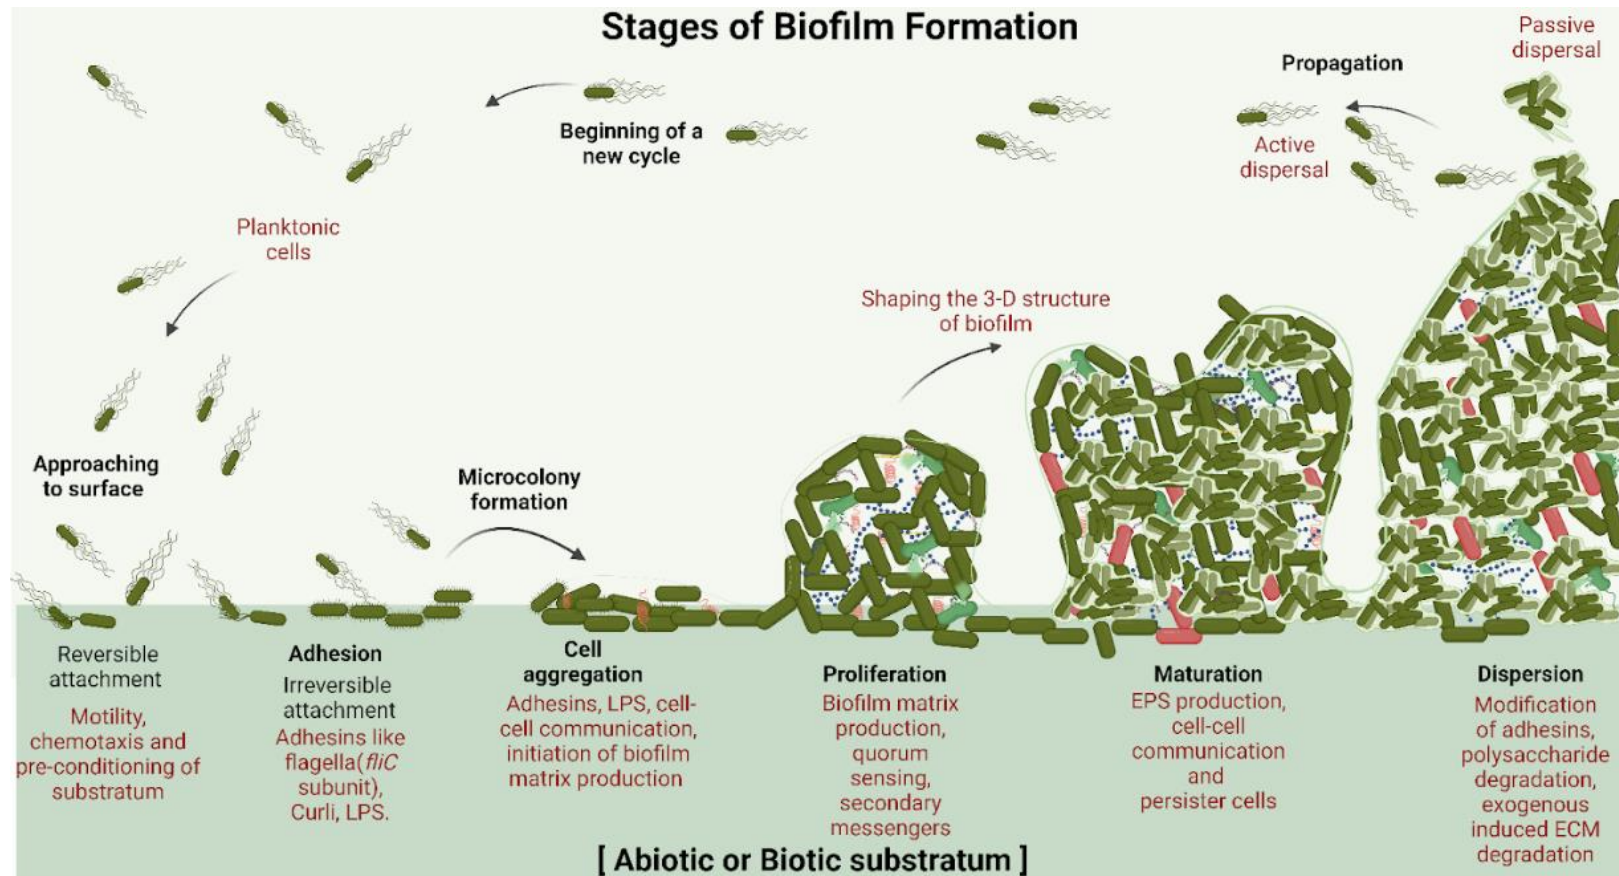 Stages of Biofilm Formation
Passive
dispersal
Propagation
Active
dispersal
Beginning of a
new cycle
Planktonic
cells
Shaping the 3-D structure
of biofilm
Approaching
to surface
Microcolony
formation
Reversible
attachment
Motility,
chemotaxis and
pre-conditioning of
substratum
Adhesion
Irreversible
attachment
Adhesins like
flagella(fliC
subunit),
Curli, LPS.
Cell
aggregation
Adhesins, LPS, cell-
cell communication,
initiation of biofilm
matrix production
Proliferation
Biofilm matrix
production,
quorum
sensing,
secondary
messengers
Maturation
EPS production,
cell-cell
communication
and
persister cells
Dispersion
Modification
of adhesins,
polysaccharide
degradation,
exogenous
induced ECM
degradation
[ Abiotic or Biotic substratum ]